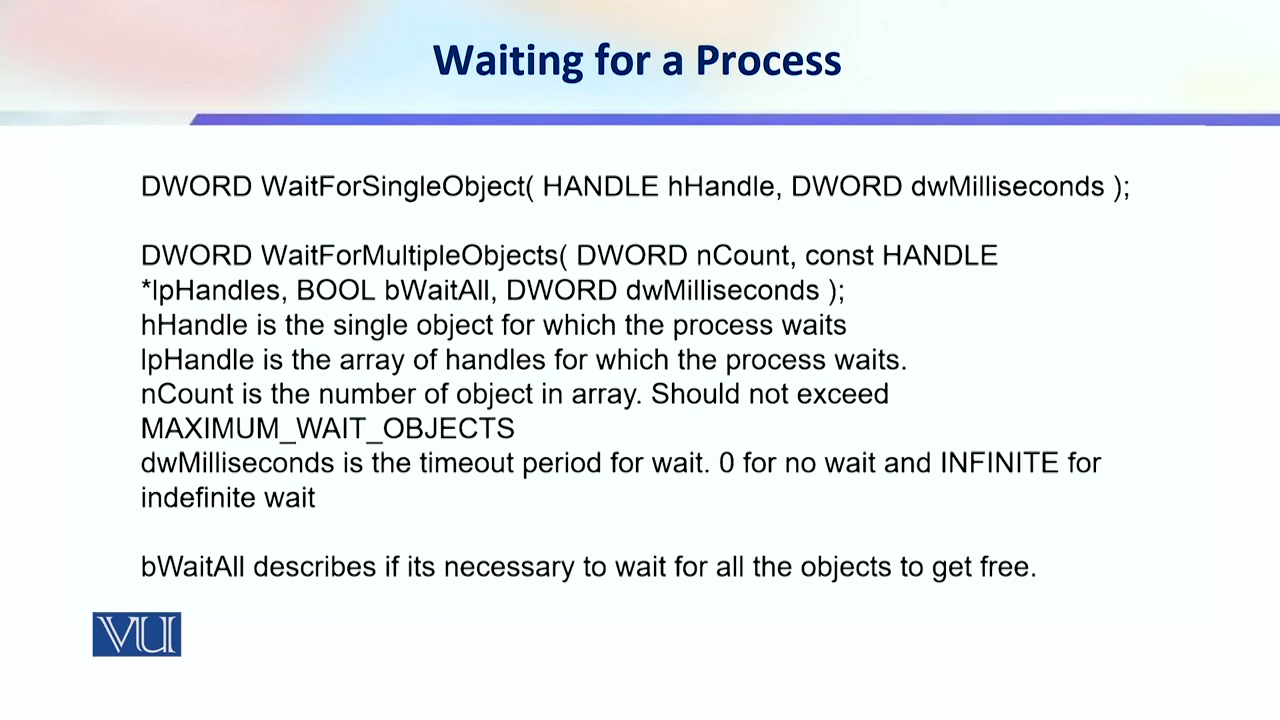 Waiting for a Process
DWORD WaitForSingleObject( HANDLE hHandle, DWORD dwMilliseconds );
DWORD WaitForMultipleObjects( DWORD nCount, const HANDLE
*lpHandles, BOOL bWaitAll, DWORD dwMilliseconds );
hHandle is the single object for which the process waits
lpHandle is the array of handles for which the process waits.
nCount is the number of object in array. Should not exceed
MAXIMUM_WAIT_OBJECTS
dwMilliseconds is the timeout period for wait. 0 for no wait and INFINITE for
indefinite wait
bWaitAll describes if its necessary to wait for all the objects to get free.
VU